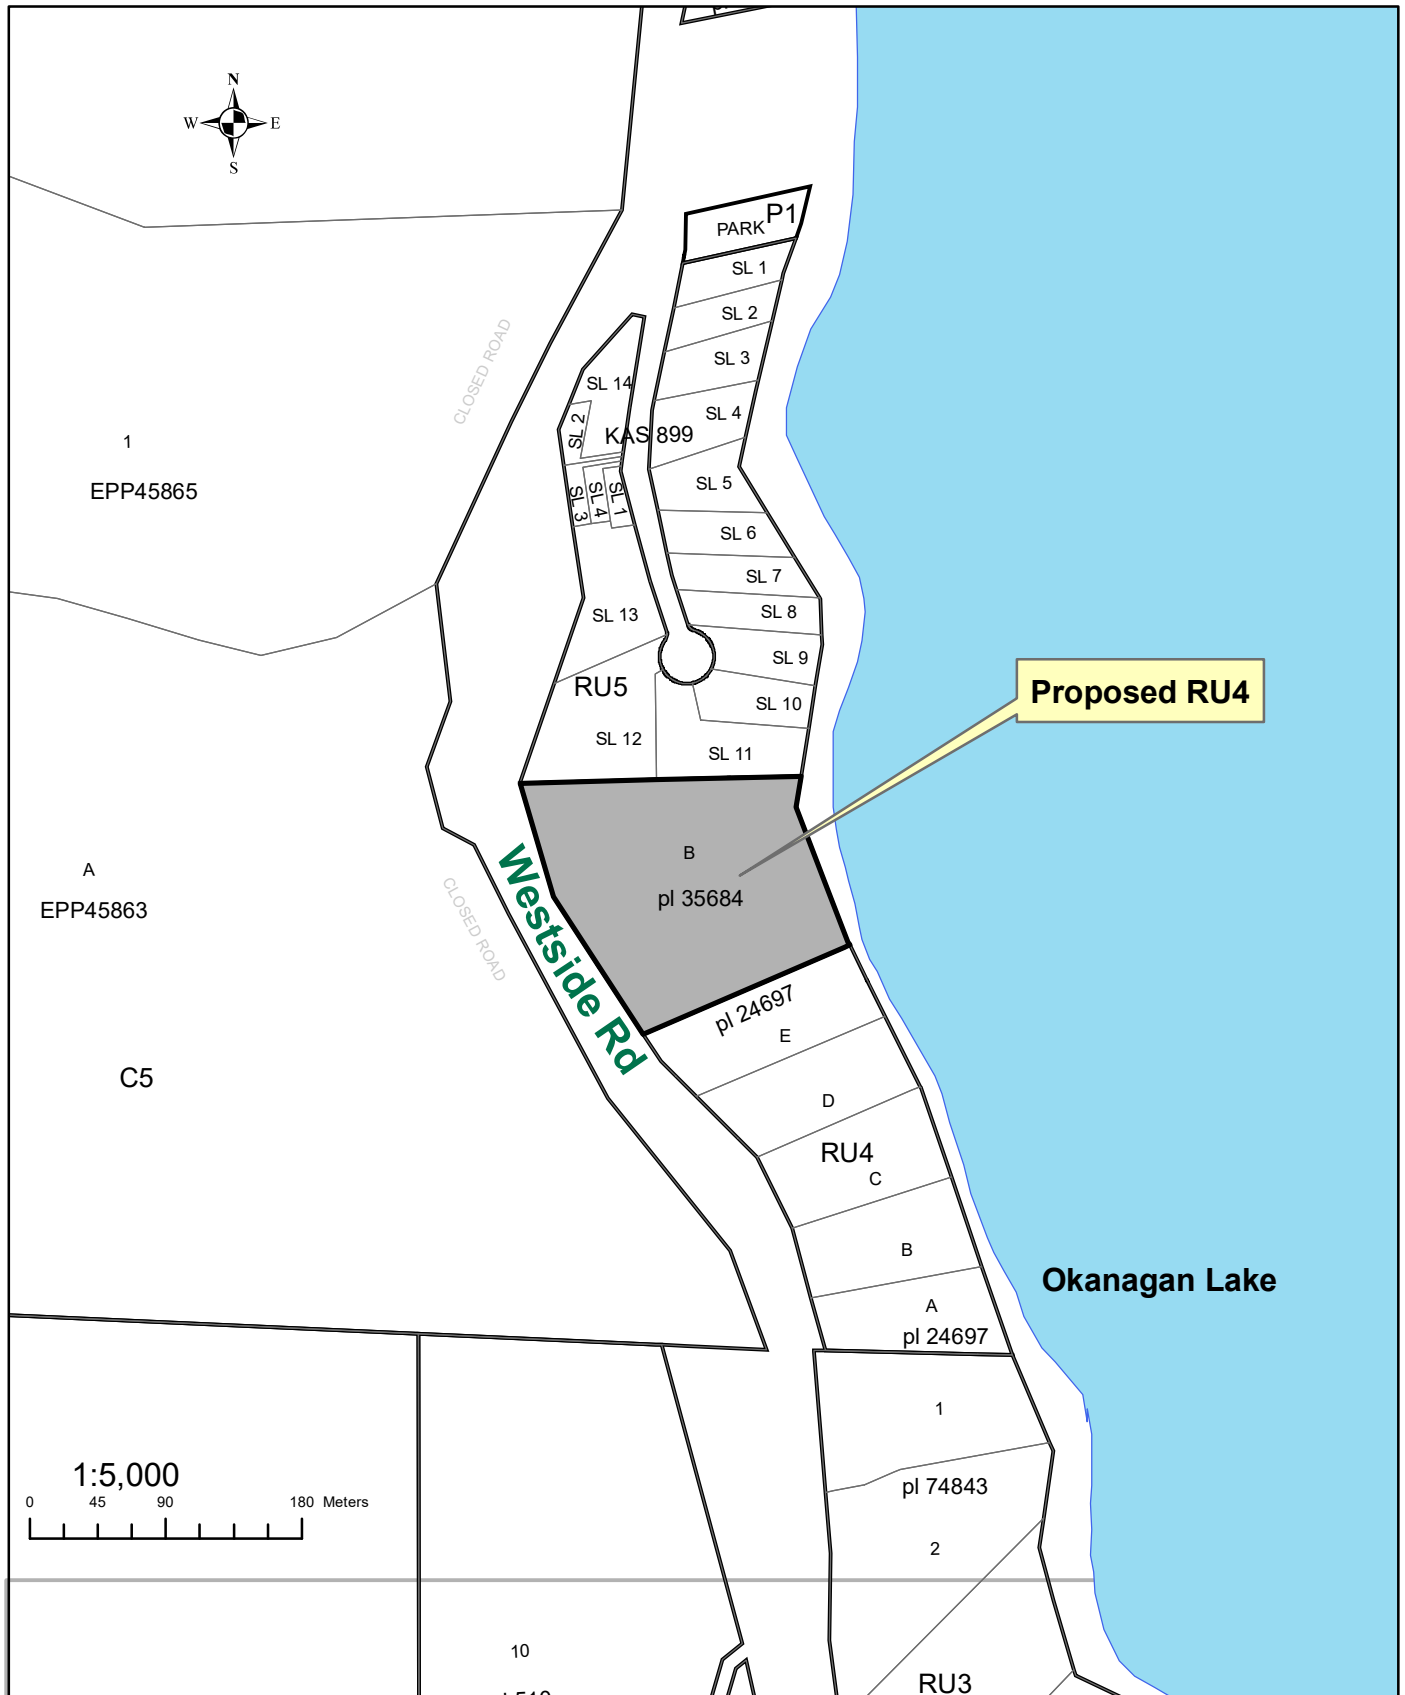 N
W E
S
P1
PARK
SL 1
SL 2
SL 3
SL 4
SL 5
SL 6
SL 7
SL 8
SL 9
SL 10
SL 11
SL 12
SL 13
SL 14
SL 2
KAS 899
SL 3
SL 4
SL 1
RU5
CLOSED ROAD
1
EPP45865
Proposed RU4
B
pl 35684
Westside Rd
CLOSED ROAD
A
EPP45863
C5
pl 24697
E
D
RU4
C
B
A
pl 24697
Okanagan Lake
1
pl 74843
2
1:5,000
0 45 90 180 Meters
10
RU3